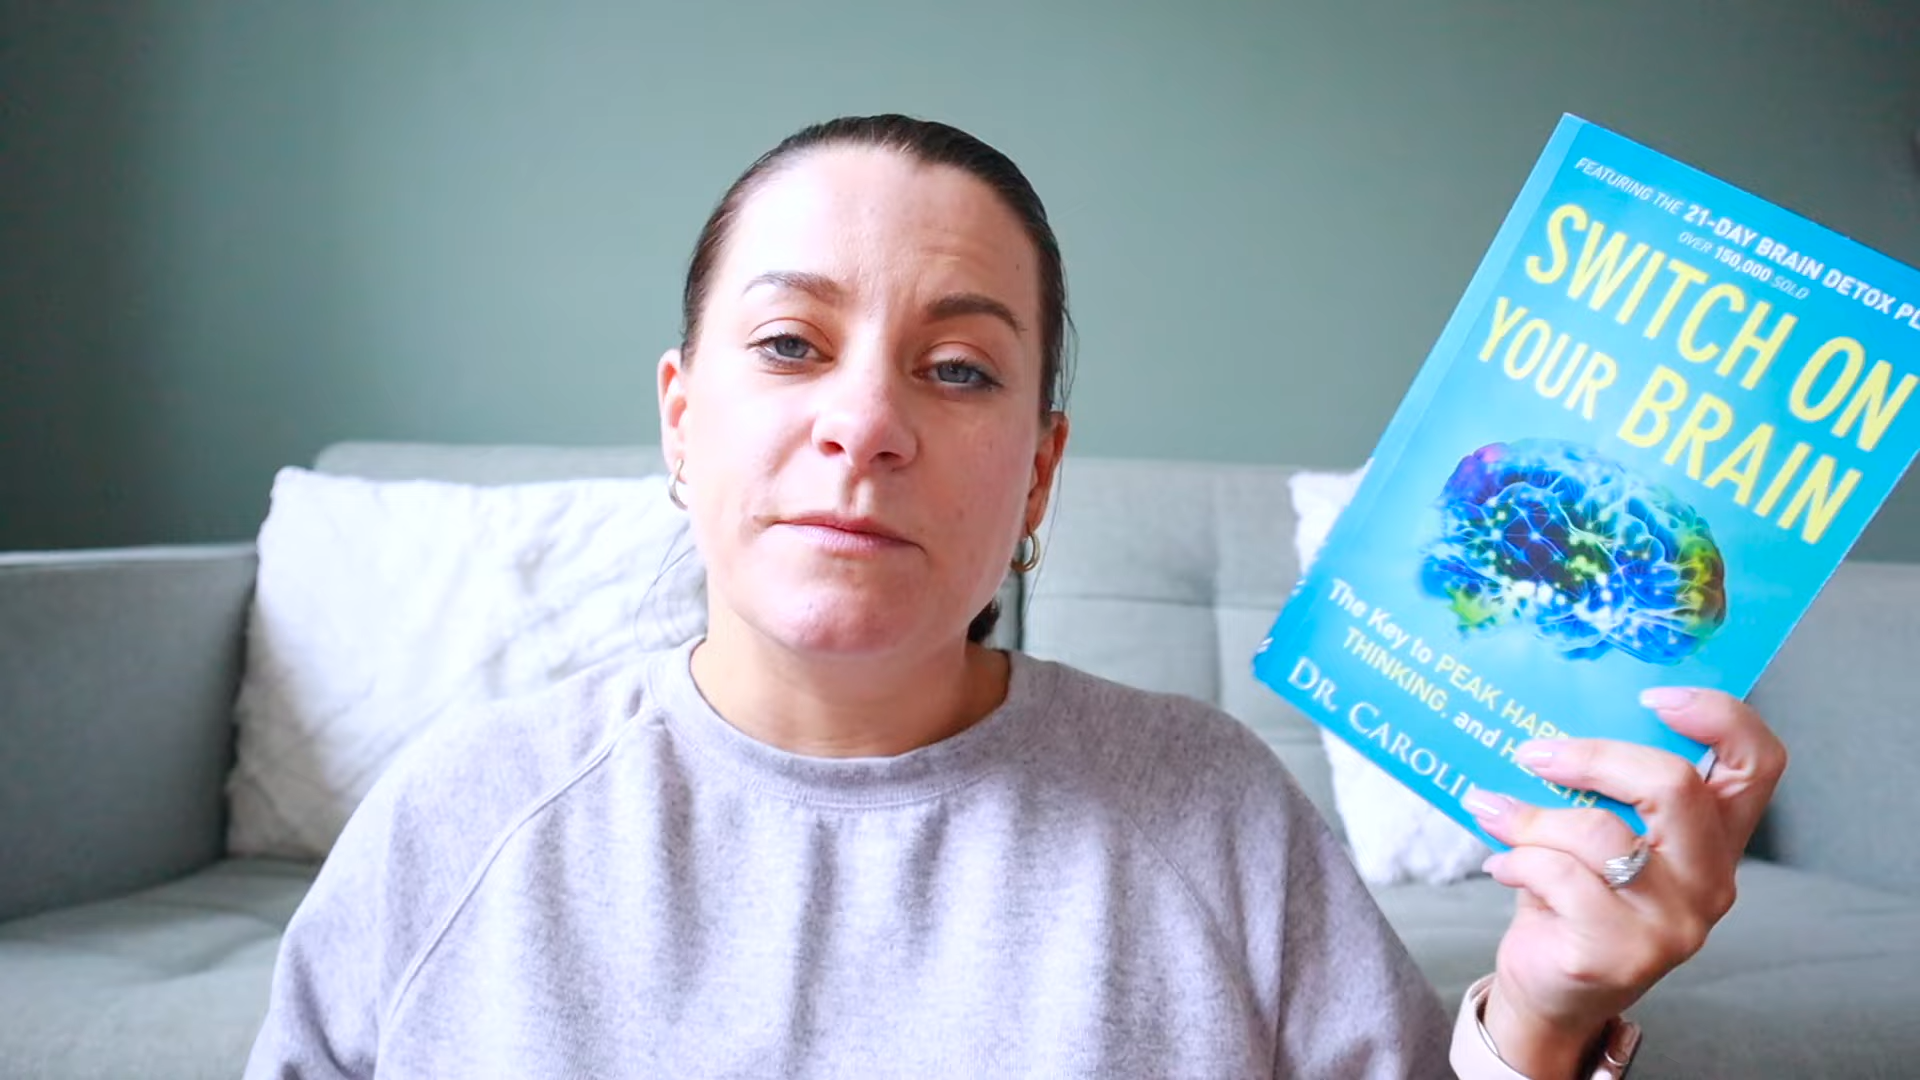 FEATURING THE 21-DAY BRAIN DETOX
OVER 150,000 SOLD
SWITCH ON
YOUR BRAIN
The Key to PEAK
THINKING, and
DR.